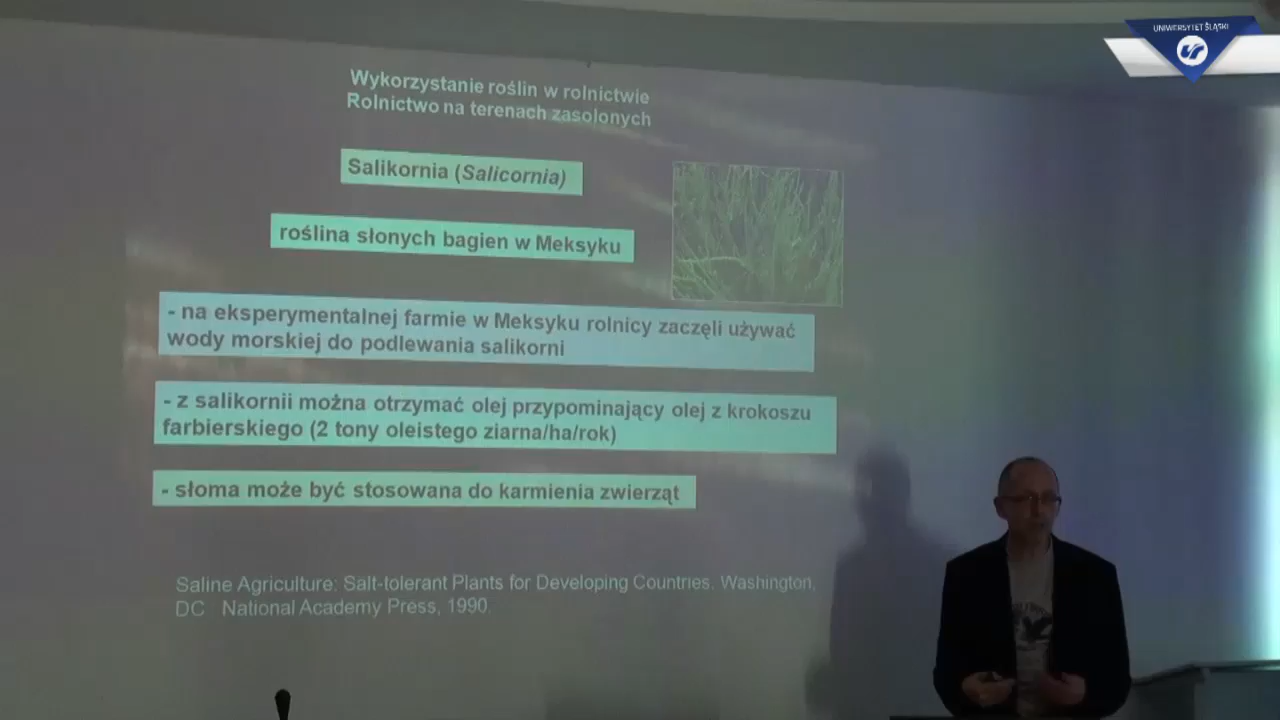 UNIWERSYTET ŚLĄSKI
Wykorzystanie roślin w rolnictwie
Rolnictwo na terenach zasolonych
Salikornia (Salicornia)
roślina słonych bagien w Meksyku
- na eksperymentalnej farmie w Meksyku rolnicy zaczęli używać
wody morskiej do podlewania salikorni
- z salikornii można otrzymać olej przypominający olej z krokoszu
farbierskiego (2 tony oleistego ziarna/ha/rok)
- słoma może być stosowana do karmienia zwierząt
Saline Agriculture: Salt-tolerant Plants for Developing Countries. Washington,
DC National Academy Press, 1990.